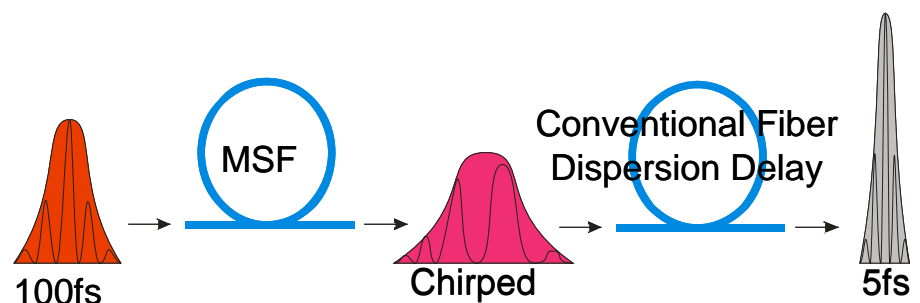 MSF
Conventional Fiber
Dispersion Delay
100fs
Chirped
5fs